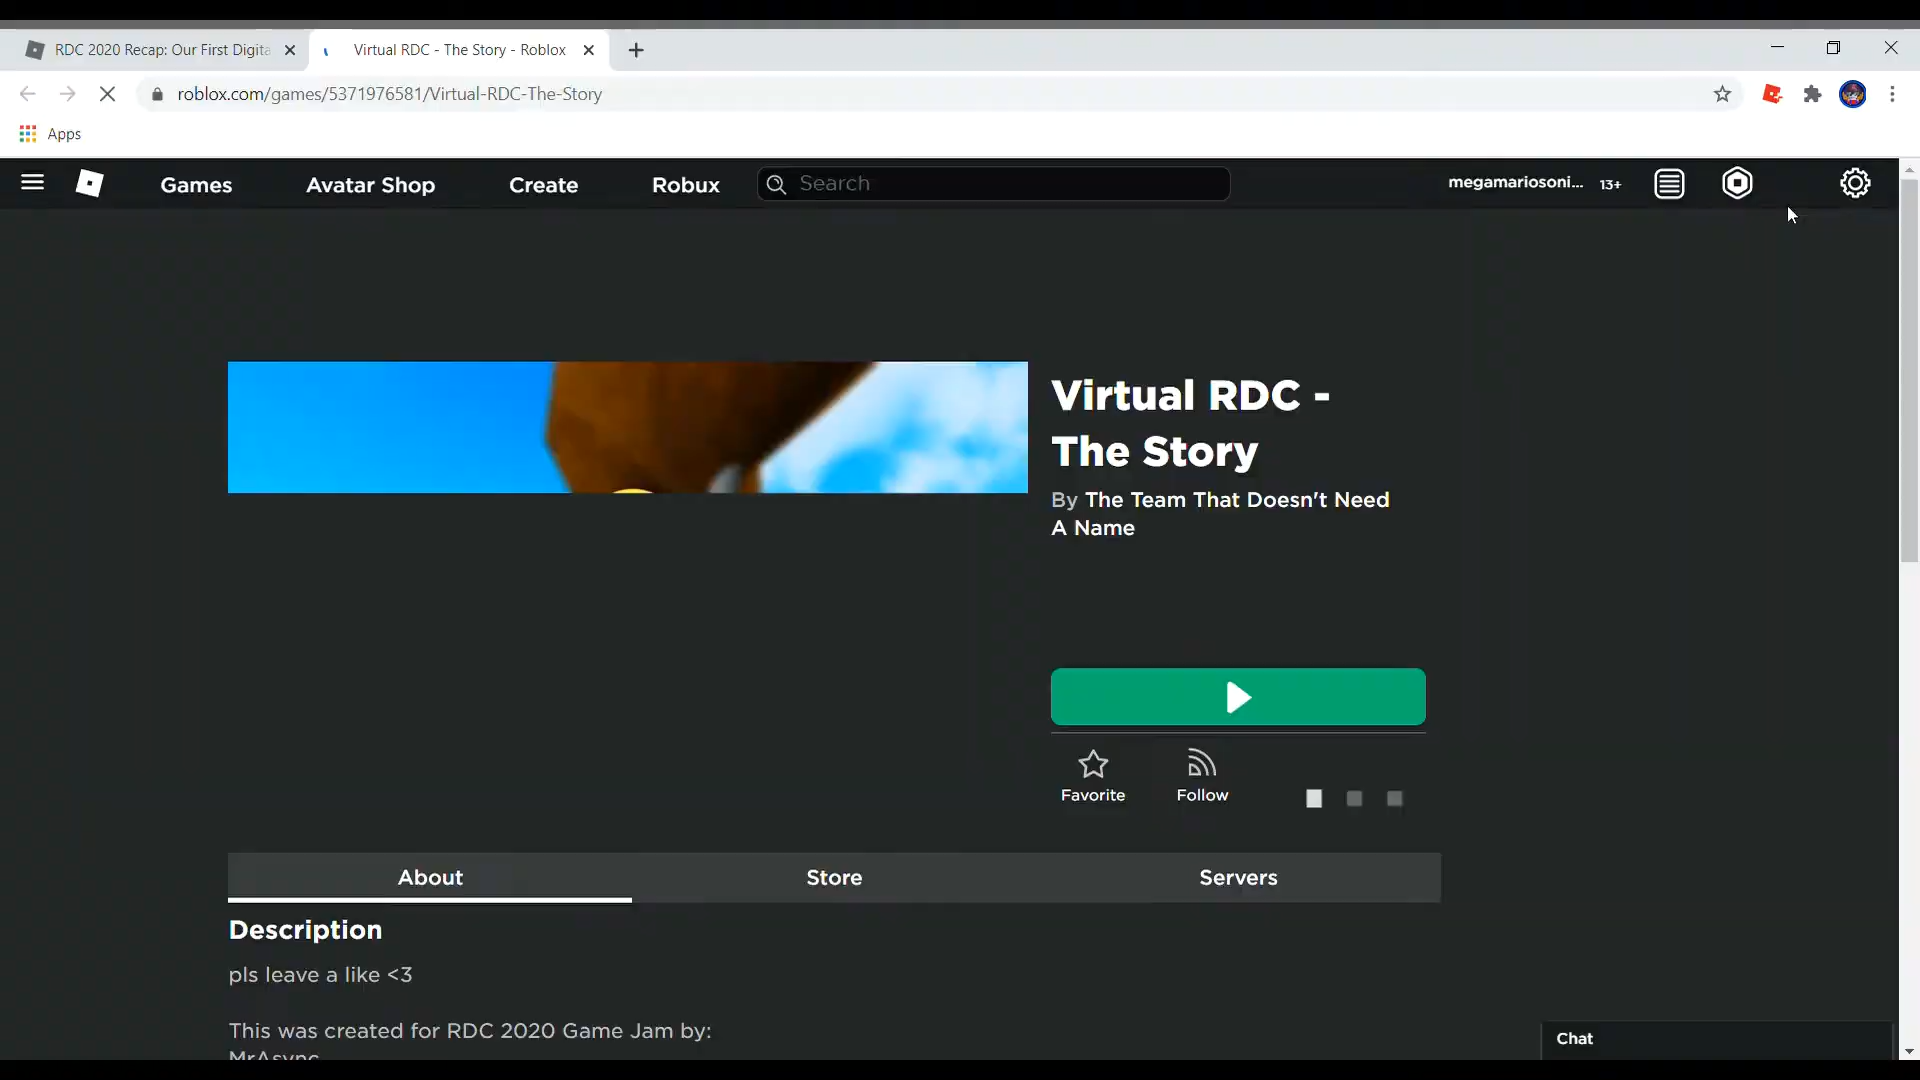 RDC 2020 Recap: Our First Digita
Virtual RDC - The Story - Roblox
roblox.com/games/5371976581/Virtual-RDC-The-Story
Apps
Games
Avatar Shop
Create
Robux
Search
megamariosoni...
13+
Virtual RDC -
The Story
By The Team That Doesn't Need
A Name
Favorite
Follow
About
Store
Servers
Description
pls leave a like <3
This was created for RDC 2020 Game Jam by:
MrAsync
Chat